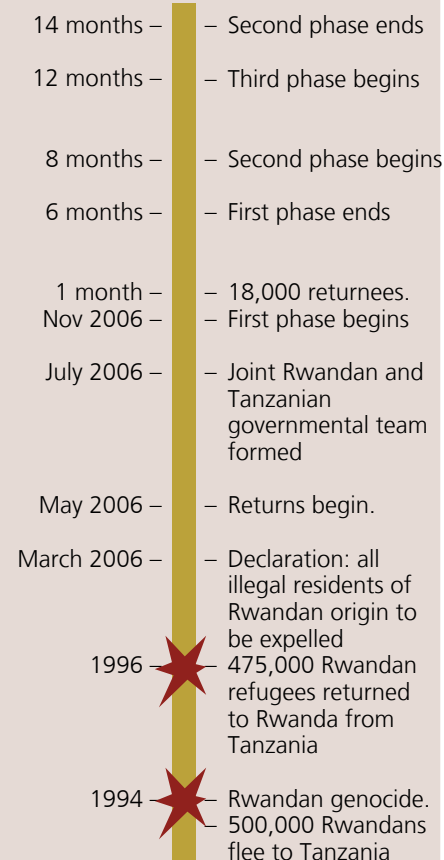 14 months – – Second phase ends
12 months – – Third phase begins
8 months – – Second phase begins
6 months – – First phase ends
1 month – – 18,000 returnees.
Nov 2006 – – First phase begins
July 2006 – – Joint Rwandan and
Tanzanian
governmental team
formed
May 2006 – – Returns begin.
March 2006 – – Declaration: all
illegal residents of
Rwandan origin to
be expelled
1996 – – 475,000 Rwandan
refugees returned
to Rwanda from
Tanzania
1994 – – Rwandan genocide.
– 500,000 Rwandans
flee to Tanzania